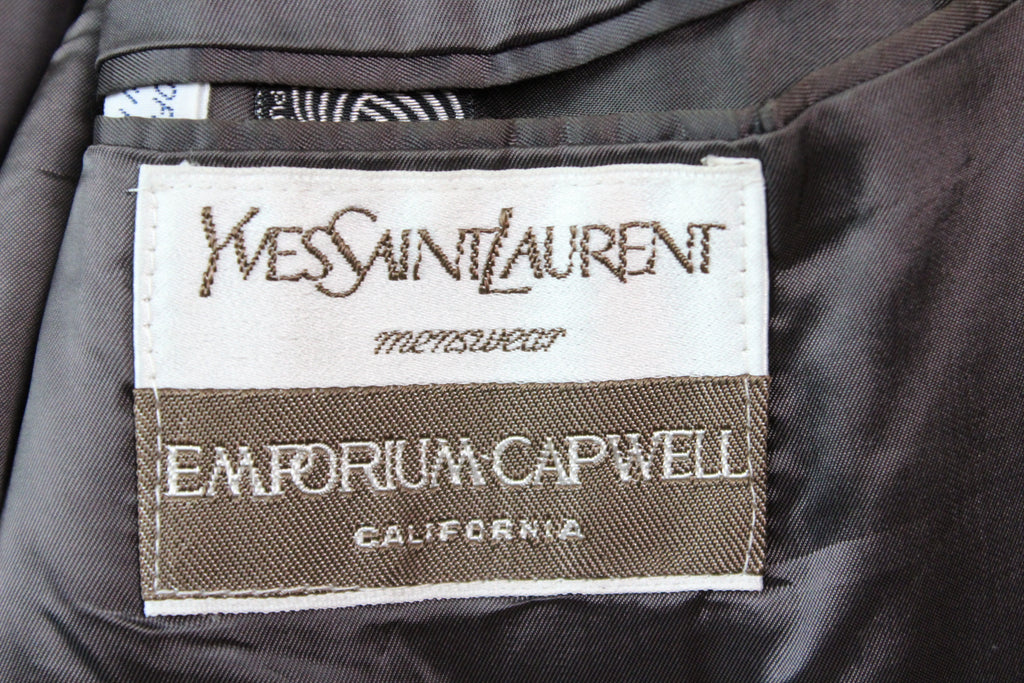 YVESSAINTLAURENT
menswear
EMPORIUM-CAPWELL
CALIFORNIA